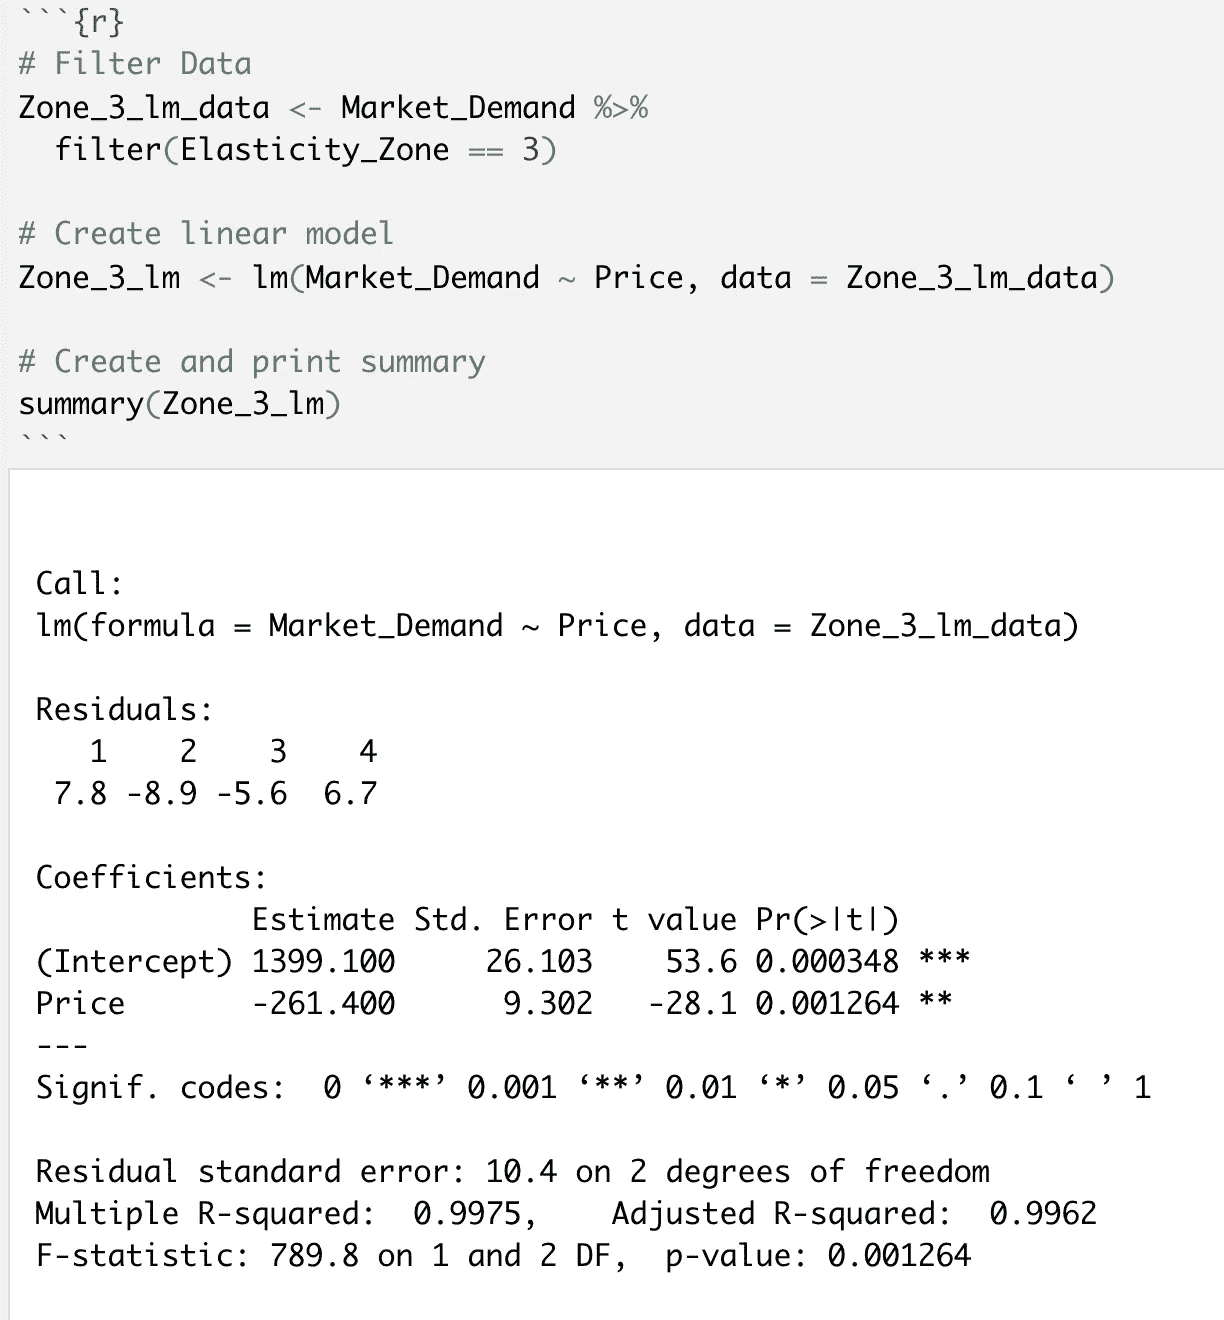 ```{r}
# Filter Data
Zone_3_lm_data <- Market_Demand %>%
  filter(Elasticity_Zone == 3)

# Create linear model
Zone_3_lm <- lm(Market_Demand ~ Price, data = Zone_3_lm_data)

# Create and print summary
summary(Zone_3_lm)
```

Call:
lm(formula = Market_Demand ~ Price, data = Zone_3_lm_data)

Residuals:
   1    2    3    4
 7.8 -8.9 -5.6  6.7

Coefficients:
            Estimate Std. Error t value Pr(>|t|)
(Intercept) 1399.100     26.103    53.6 0.000348 ***
Price       -261.400      9.302   -28.1 0.001264 **
---
Signif. codes:  0 ‘***’ 0.001 ‘**’ 0.01 ‘*’ 0.05 ‘.’ 0.1 ‘ ’ 1

Residual standard error: 10.4 on 2 degrees of freedom
Multiple R-squared:  0.9975,    Adjusted R-squared:  0.9962
F-statistic: 789.8 on 1 and 2 DF,  p-value: 0.001264